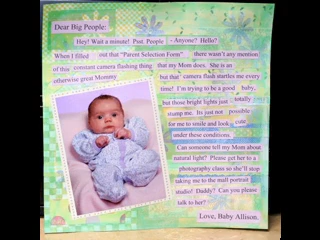 Dear Big People:
Hey! Wait a minute! Psst. People - Anyone? Hello?
When I filled out that "Parent Selection Form" there wasn't any mention
of this constant camera flashing thing that my Mom does. She is an
otherwise great Mommy but that camera flash startles me every
time! I'm trying to be a good baby,
but those bright lights just totally
stump me. Its just not possible
for me to smile and look cute
under these conditions.
Can someone tell my Mom about
natural light? Please get her to a
photography class so she'll stop
taking me to the mall portrait
studio! Daddy? Can you please
talk to her?
Love, Baby Allison.